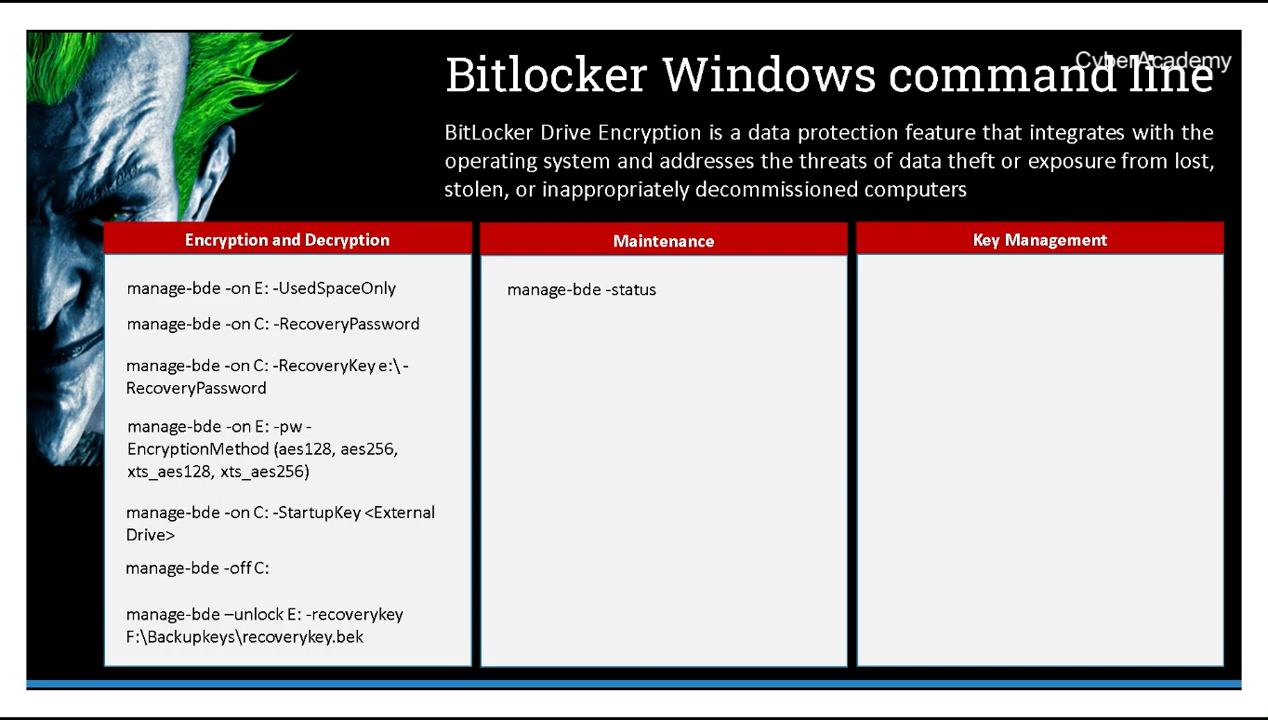 CyberAcademy
Bitlocker Windows command line
BitLocker Drive Encryption is a data protection feature that integrates with the
operating system and addresses the threats of data theft or exposure from lost,
stolen, or inappropriately decommissioned computers
Encryption and Decryption
manage-bde -on E: -UsedSpaceOnly
manage-bde -on C: -RecoveryPassword
manage-bde -on C: -RecoveryKey e:\ -
RecoveryPassword
manage-bde -on E: -pw -
EncryptionMethod (aes128, aes256,
xts_aes128, xts_aes256)
manage-bde -on C: -StartupKey <External
Drive>
manage-bde -off C:
manage-bde –unlock E: -recoverykey
F:\Backupkeys\recoverykey.bek
Maintenance
manage-bde -status
Key Management